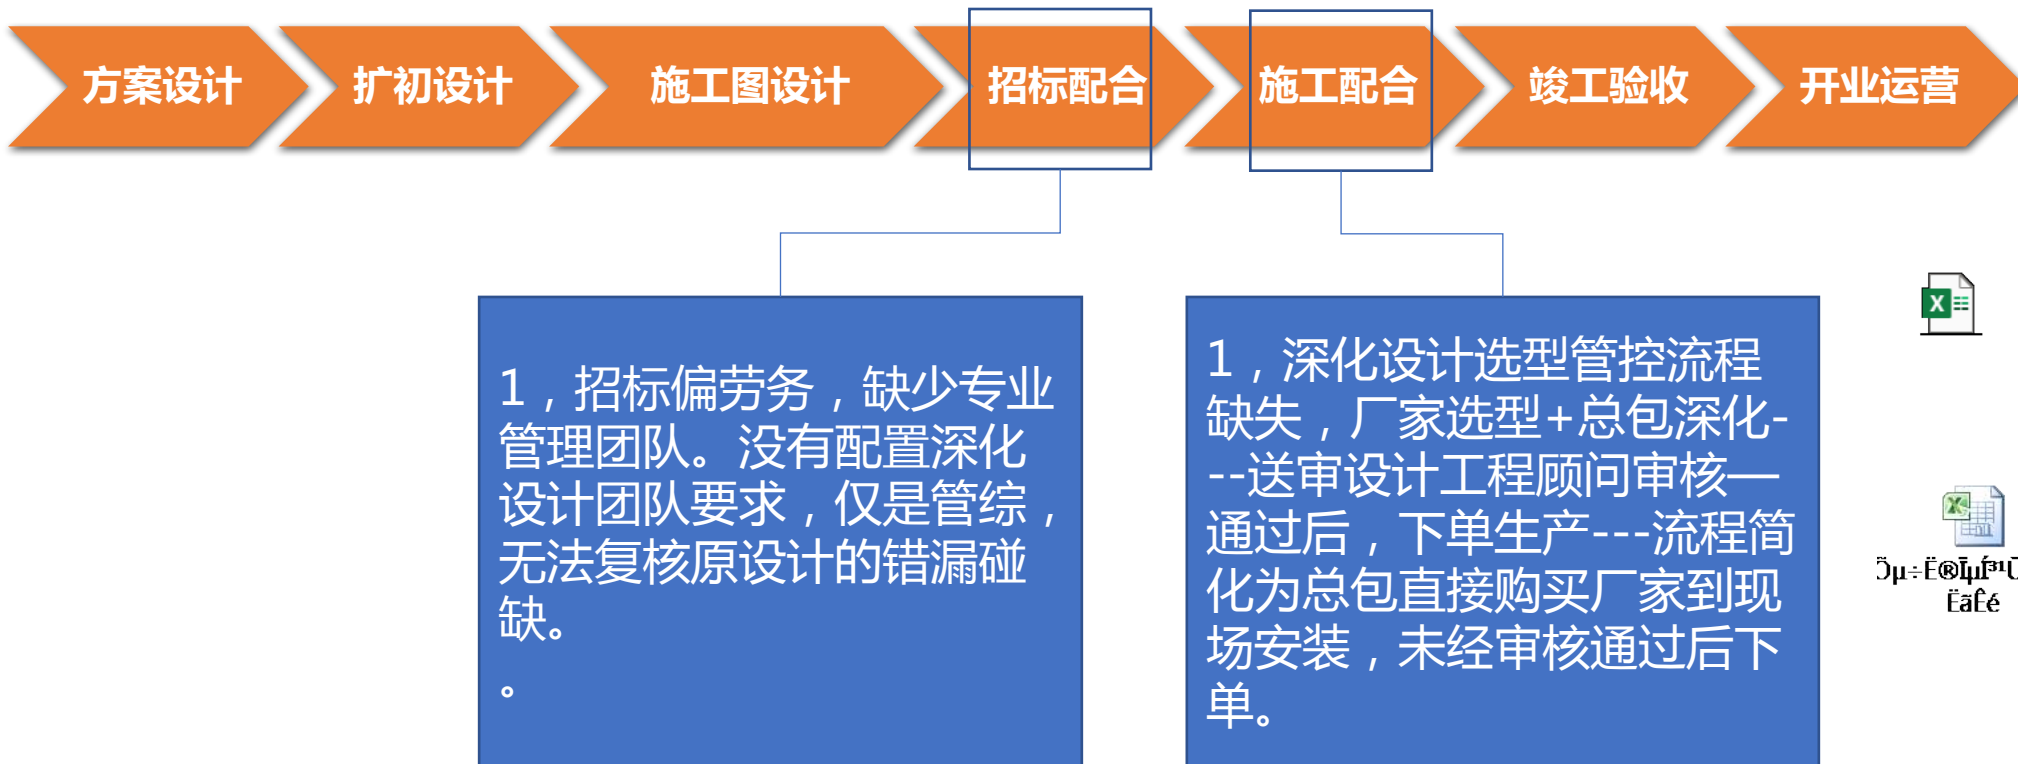 方案设计
扩初设计
施工图设计
招标配合
施工配合
竣工验收
开业运营
1，招标偏劳务，缺少专业
管理团队。没有配置深化
设计团队要求，仅是管综，
无法复核原设计的错漏碰
缺。
。
1，深化设计选型管控流程
缺失，厂家选型+总包深化-
--送审设计工程顾问审核—
通过后，下单生产---流程简
化为总包直接购买厂家到现
场安装，未经审核通过后下
单。
ËãÊé